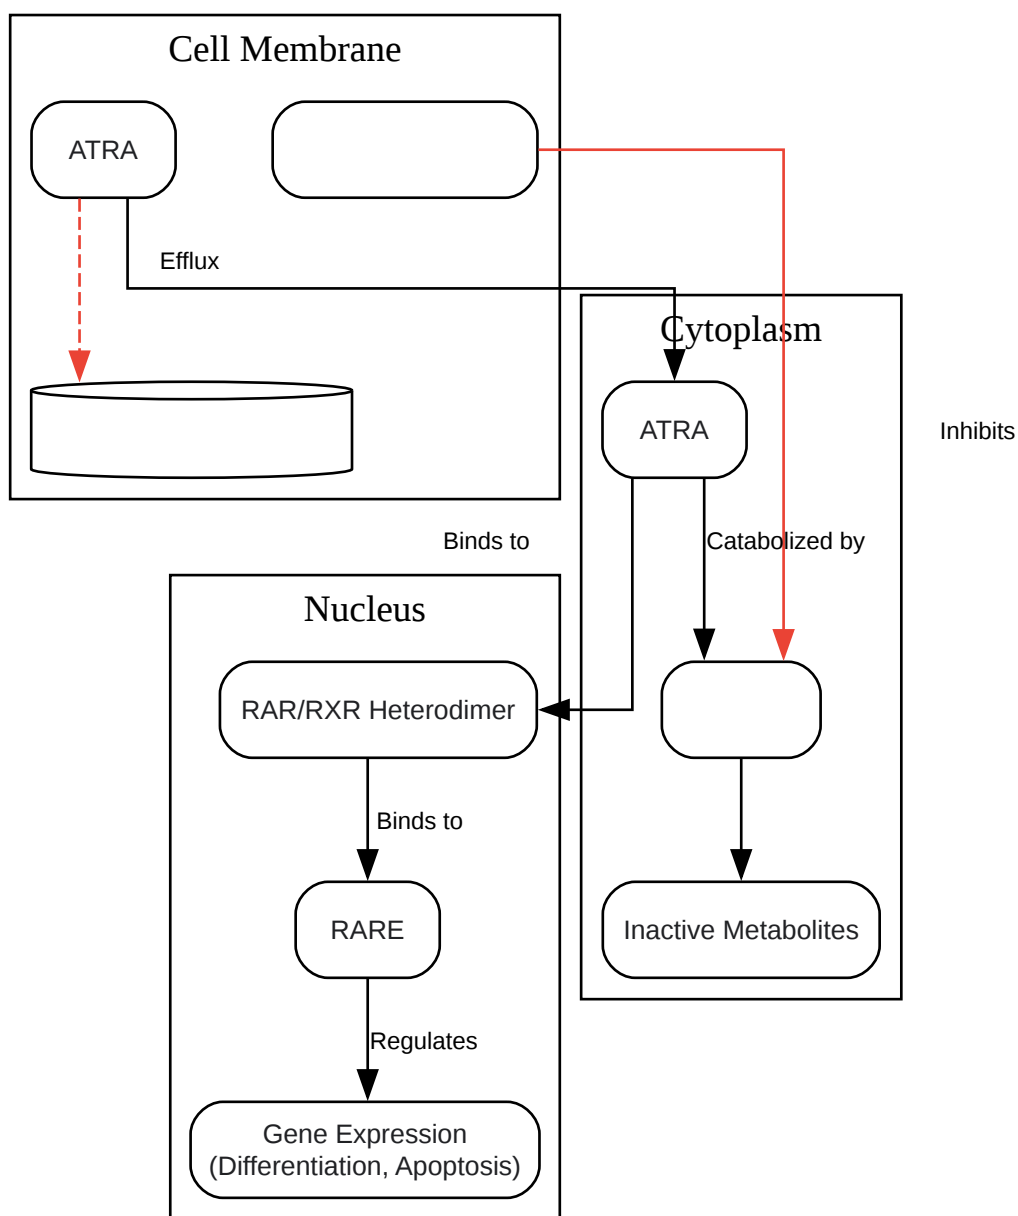 Cell Membrane
ATRA
Efflux
Cytoplasm
ATRA
Inhibits
Binds to
Catabolized by
Nucleus
RAR/RXR Heterodimer
Binds to
RARE
Inactive Metabolites
Regulates
Gene Expression
(Differentiation, Apoptosis)